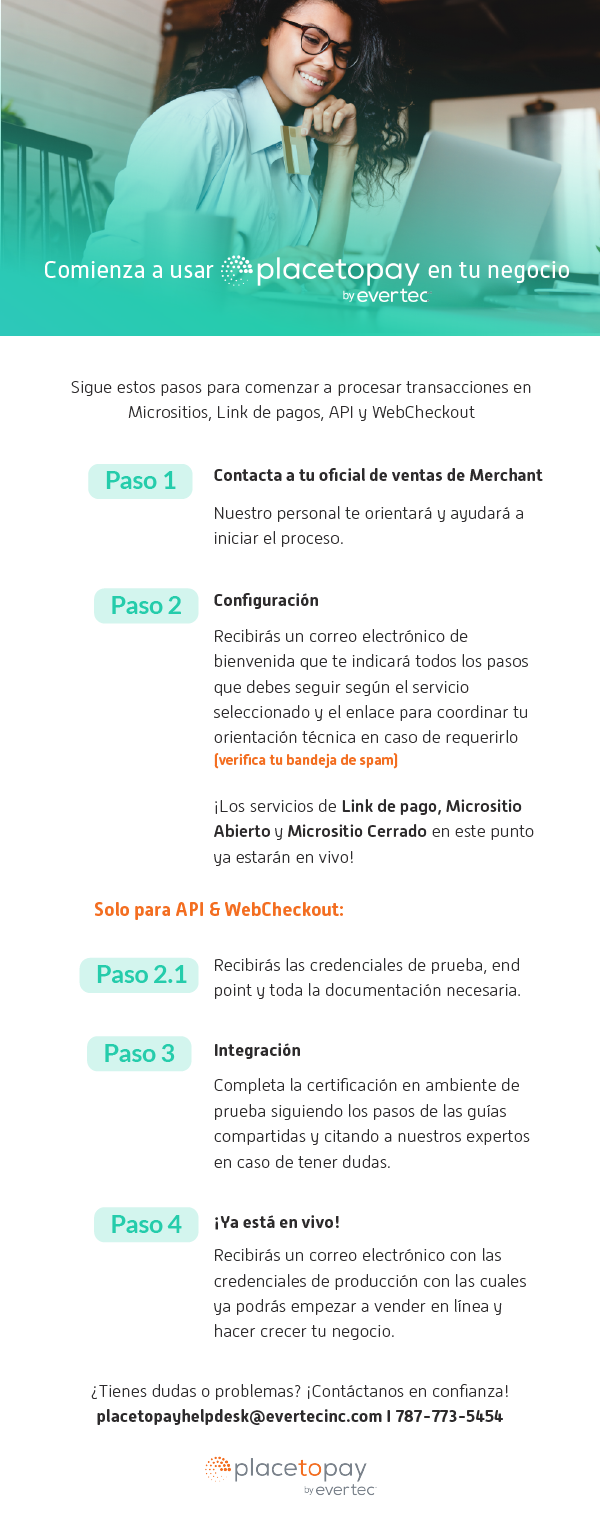 Comienza a usar placetopay en tu negocio
by evertec
Sigue estos pasos para comenzar a procesar transacciones en
Micrositios, Link de pagos, API y WebCheckout
Paso 1
Contacta a tu oficial de ventas de Merchant
Nuestro personal te orientará y ayudará a
iniciar el proceso.
Paso 2
Configuración
Recibirás un correo electrónico de
bienvenida que te indicará todos los pasos
que debes seguir según el servicio
seleccionado y el enlace para coordinar tu
orientación técnica en caso de requerirlo
(verifica tu bandeja de spam)
¡Los servicios de Link de pago, Micrositio
Abierto y Micrositio Cerrado en este punto
ya estarán en vivo!
Solo para API & WebCheckout:
Paso 2.1
Recibirás las credenciales de prueba, end
point y toda la documentación necesaria.
Paso 3
Integración
Completa la certificación en ambiente de
prueba siguiendo los pasos de las guías
compartidas y citando a nuestros expertos
en caso de tener dudas.
Paso 4
¡Ya está en vivo!
Recibirás un correo electrónico con las
credenciales de producción con las cuales
ya podrás empezar a vender en línea y
hacer crecer tu negocio.
¿Tienes dudas o problemas? ¡Contáctanos en confianza!
placetopayhelpdesk@evertecinc.com I 787-773-5454
placetopay
by evertec